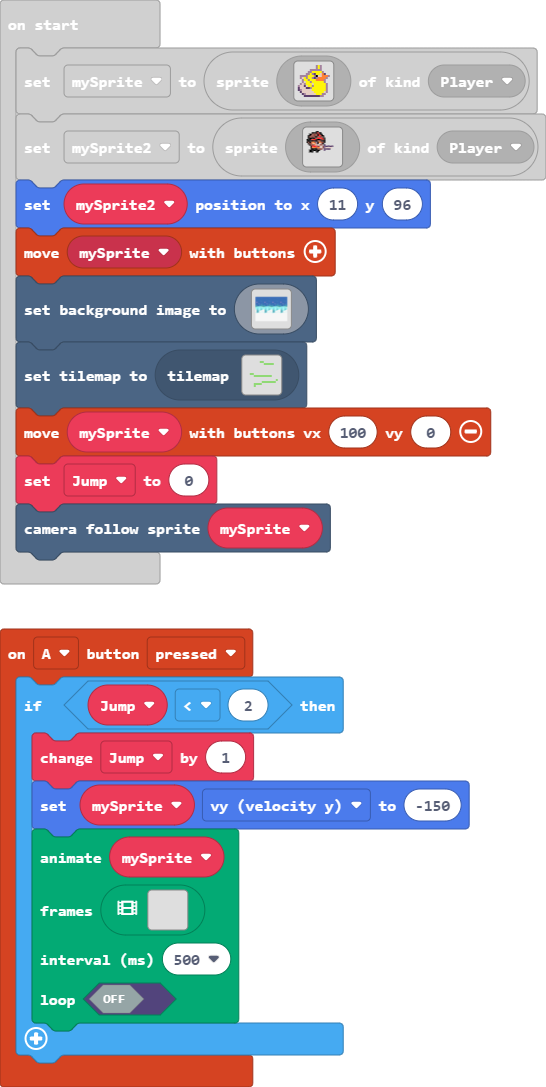 on start
set mySprite to sprite of kind Player
set mySprite2 to sprite of kind Player
set mySprite2 position to x 11 y 96
move mySprite with buttons
set background image to
set tilemap to tilemap
move mySprite with buttons vx 100 vy 0
set Jump to 0
camera follow sprite mySprite
on A button pressed
if Jump < 2 then
change Jump by 1
set mySprite vy (velocity y) to -150
animate mySprite
frames
interval (ms) 500
loop OFF